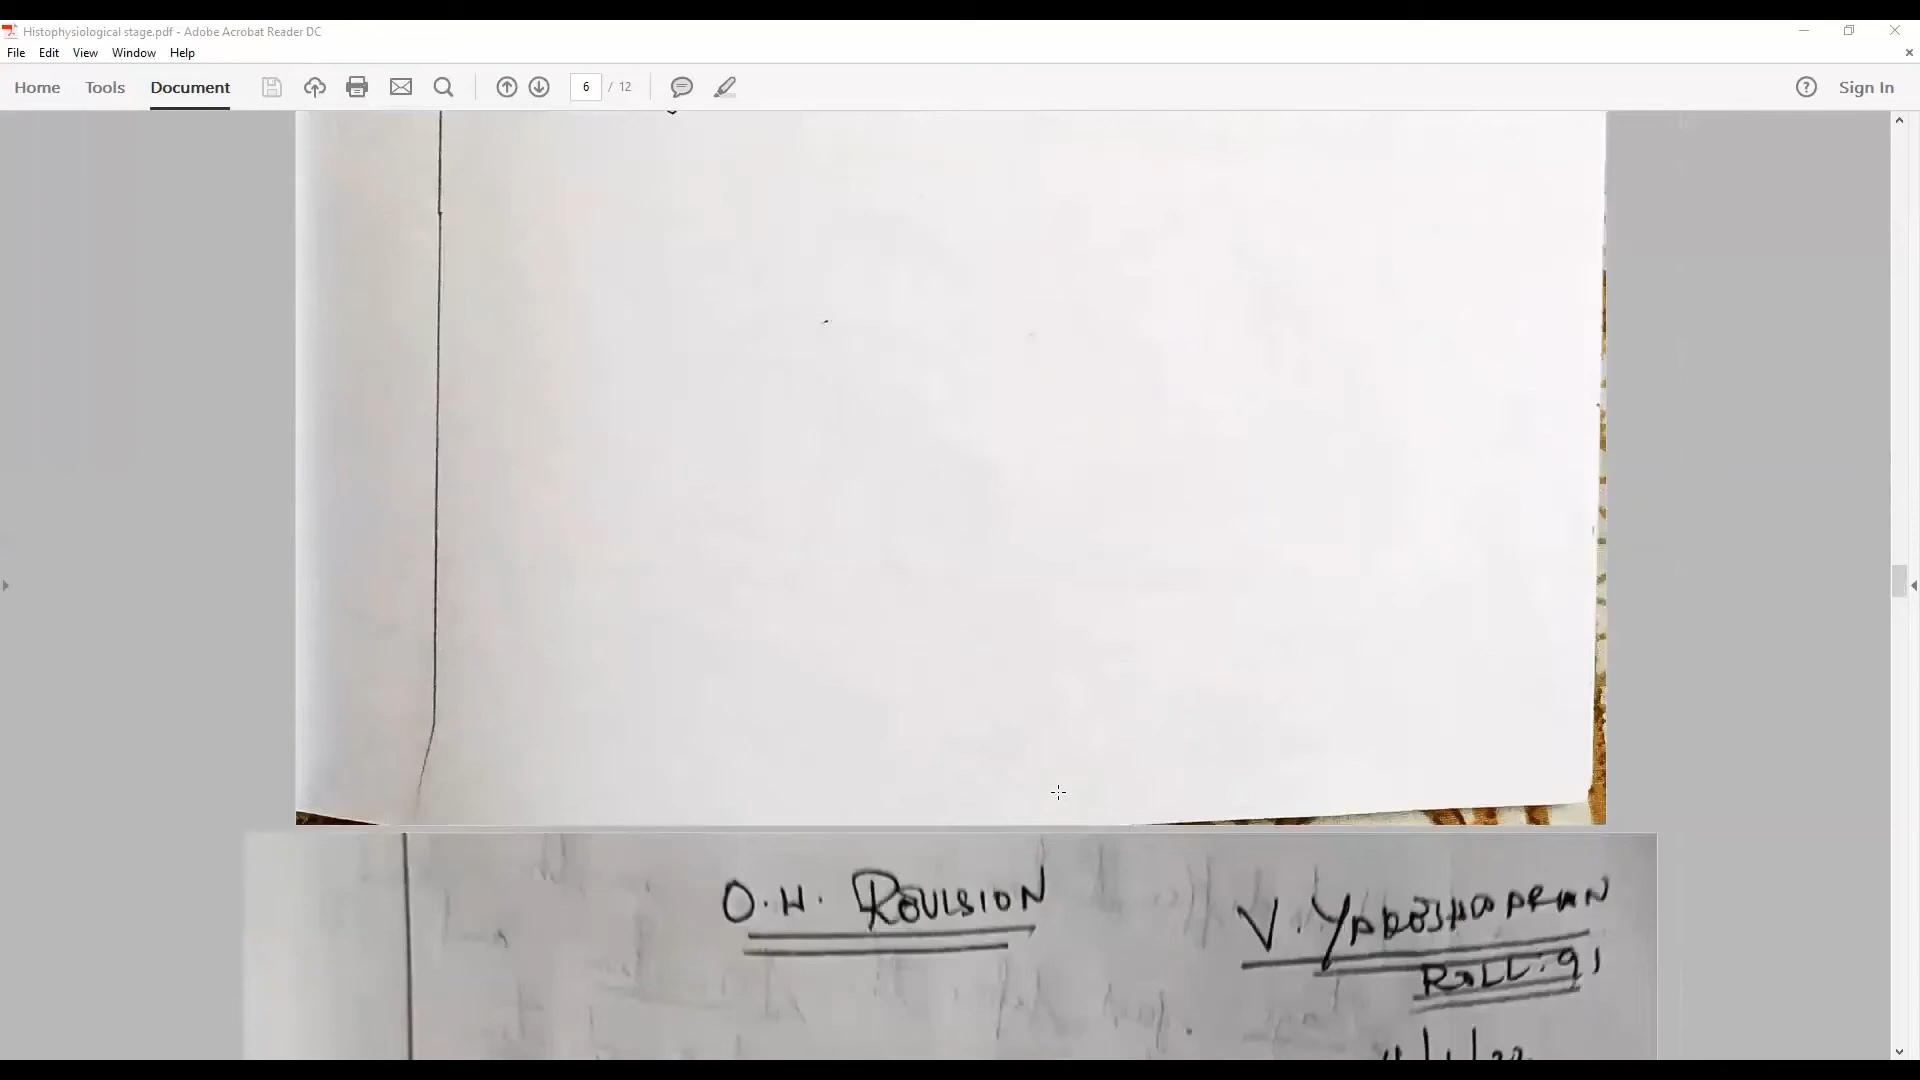 Histophysiological stage.pdf - Adobe Acrobat Reader DC
File Edit View Window Help
Home Tools Document 6 / 12 Sign In
O.H. REVISION
V.
ROLL: 91